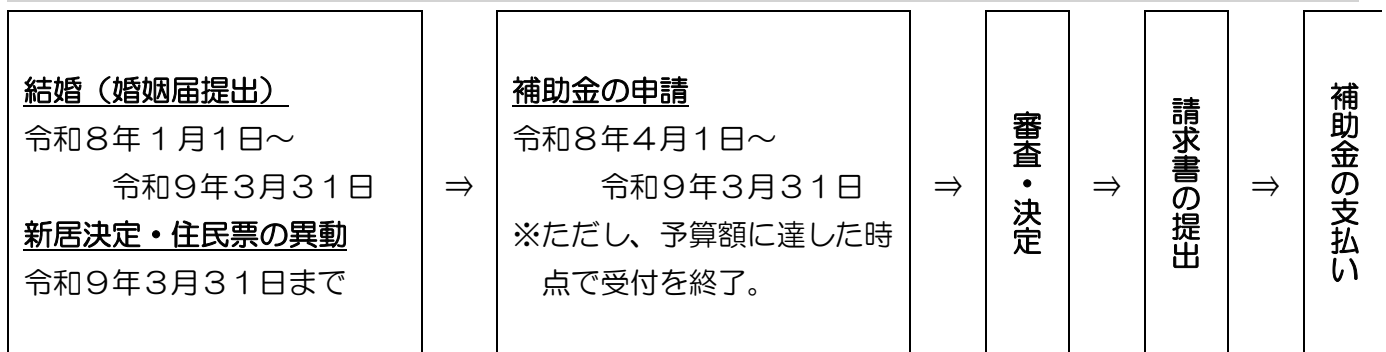 結婚（婚姻届提出）
令和８年１月１日～
令和９年３月３１日
新居決定・住民票の異動
令和９年３月３１日まで
⇒
補助金の申請
令和８年４月１日～
令和９年３月３１日
※ただし、予算額に達した時
点で受付を終了。
⇒
審査・決定
⇒
請求書の提出
⇒
補助金の支払い